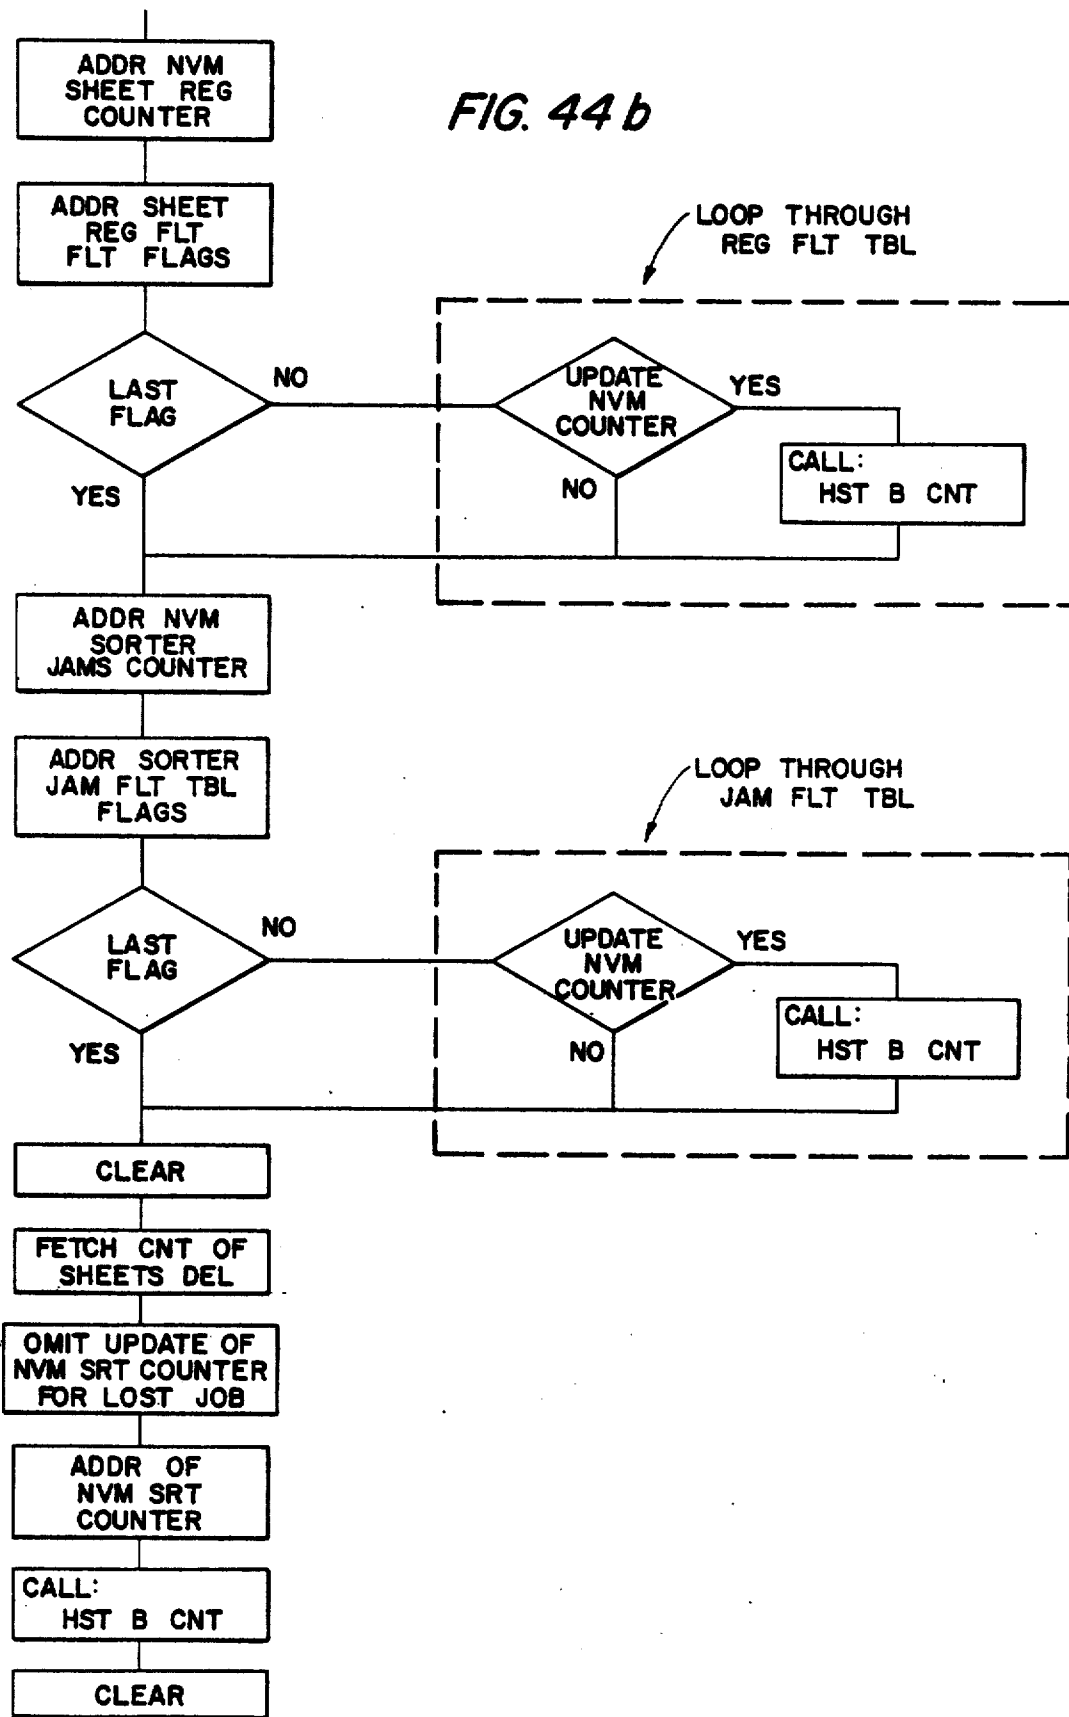 ADDR NVM
SHEET REG
COUNTER
FIG. 44b
ADDR SHEET
REG FLT
FLT FLAGS
LOOP THROUGH
REG FLT TBL
LAST
FLAG
NO
YES
UPDATE
NVM
COUNTER
YES
NO
CALL:
HST B CNT
ADDR NVM
SORTER
JAMS COUNTER
ADDR SORTER
JAM FLT TBL
FLAGS
LOOP THROUGH
JAM FLT TBL
LAST
FLAG
NO
YES
UPDATE
NVM
COUNTER
YES
NO
CALL:
HST B CNT
CLEAR
FETCH CNT OF
SHEETS DEL
OMIT UPDATE OF
NVM SRT COUNTER
FOR LOST JOB
ADDR OF
NVM SRT
COUNTER
CALL:
HST B CNT
CLEAR